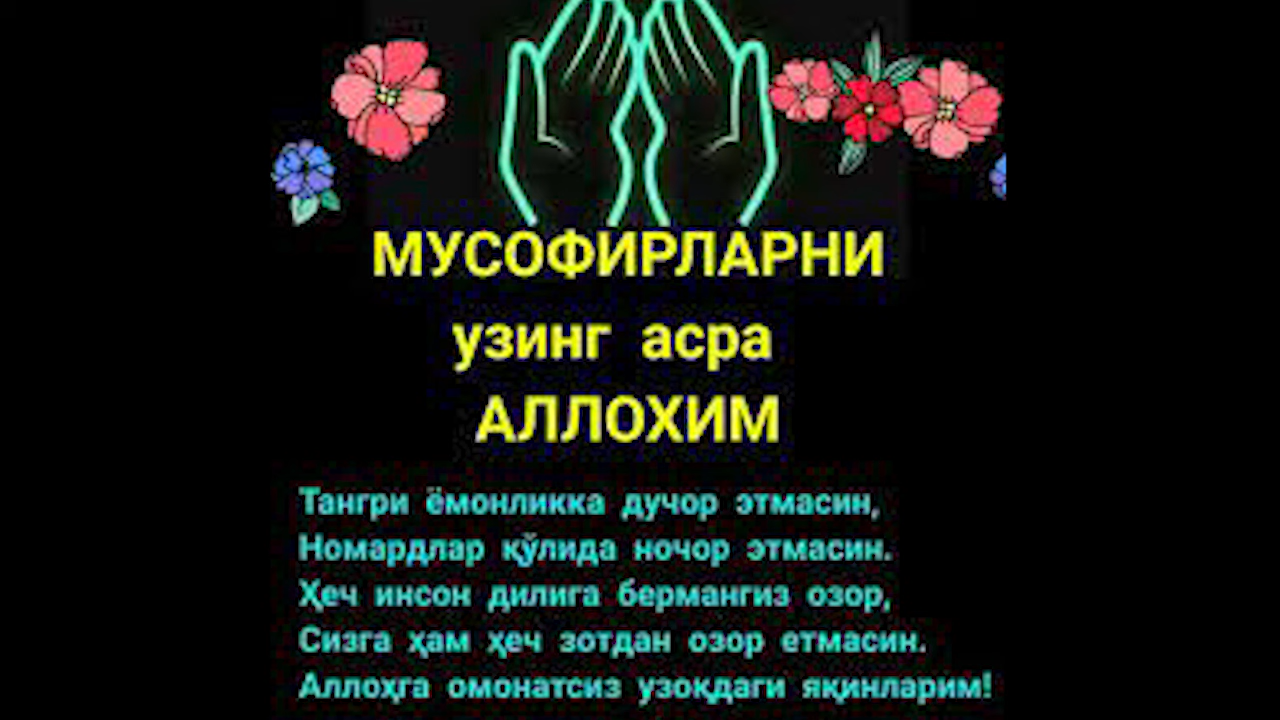 МУСОФИРЛАРНИ
узинг асра
АЛЛОХИМ
Тангри ёмонликка дучор этмасин,
Номардлар қўлида ночор этмасин.
Ҳеч инсон дилига бермангиз озор,
Сизга ҳам ҳеч зотдан озор етмасин.
Аллоҳга омонатсиз узоқдаги яқинларим!